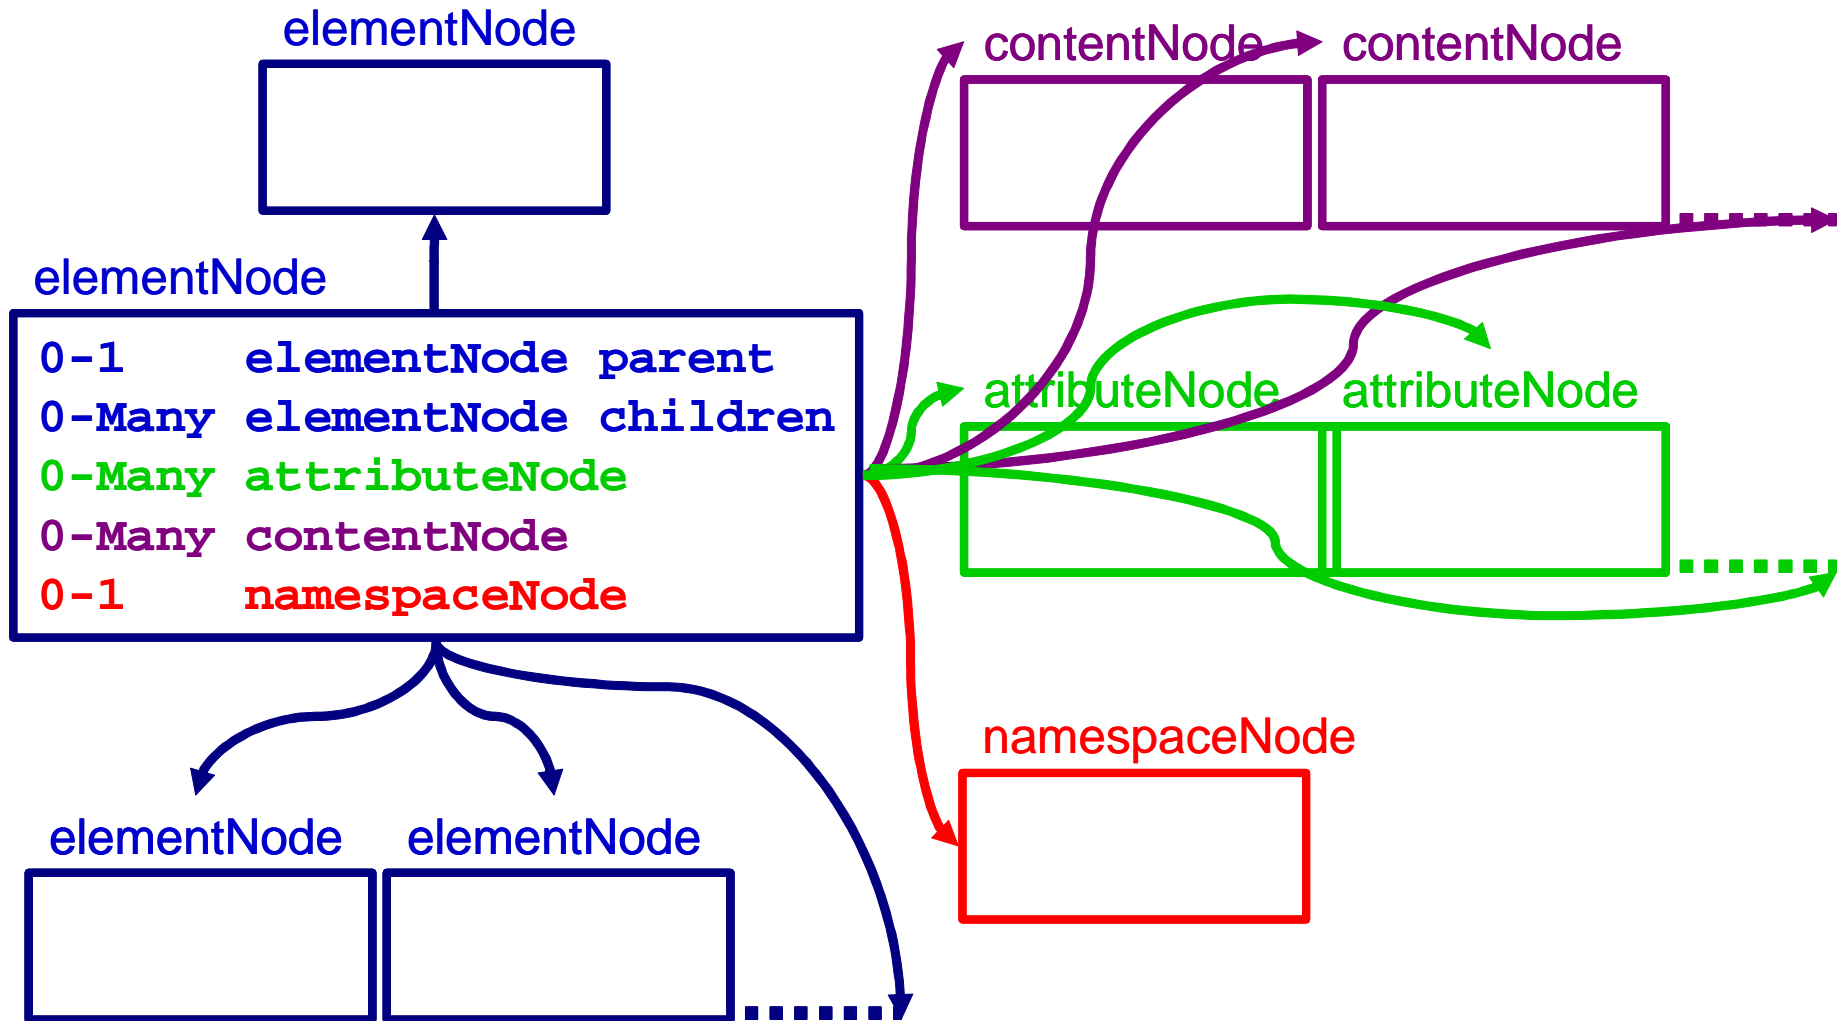 elementNode
contentNode contentNode
elementNode
0-1 elementNode parent
0-Many elementNode children
0-Many attributeNode
0-Many contentNode
0-1 namespaceNode
attributeNode attributeNode
namespaceNode
elementNode elementNode